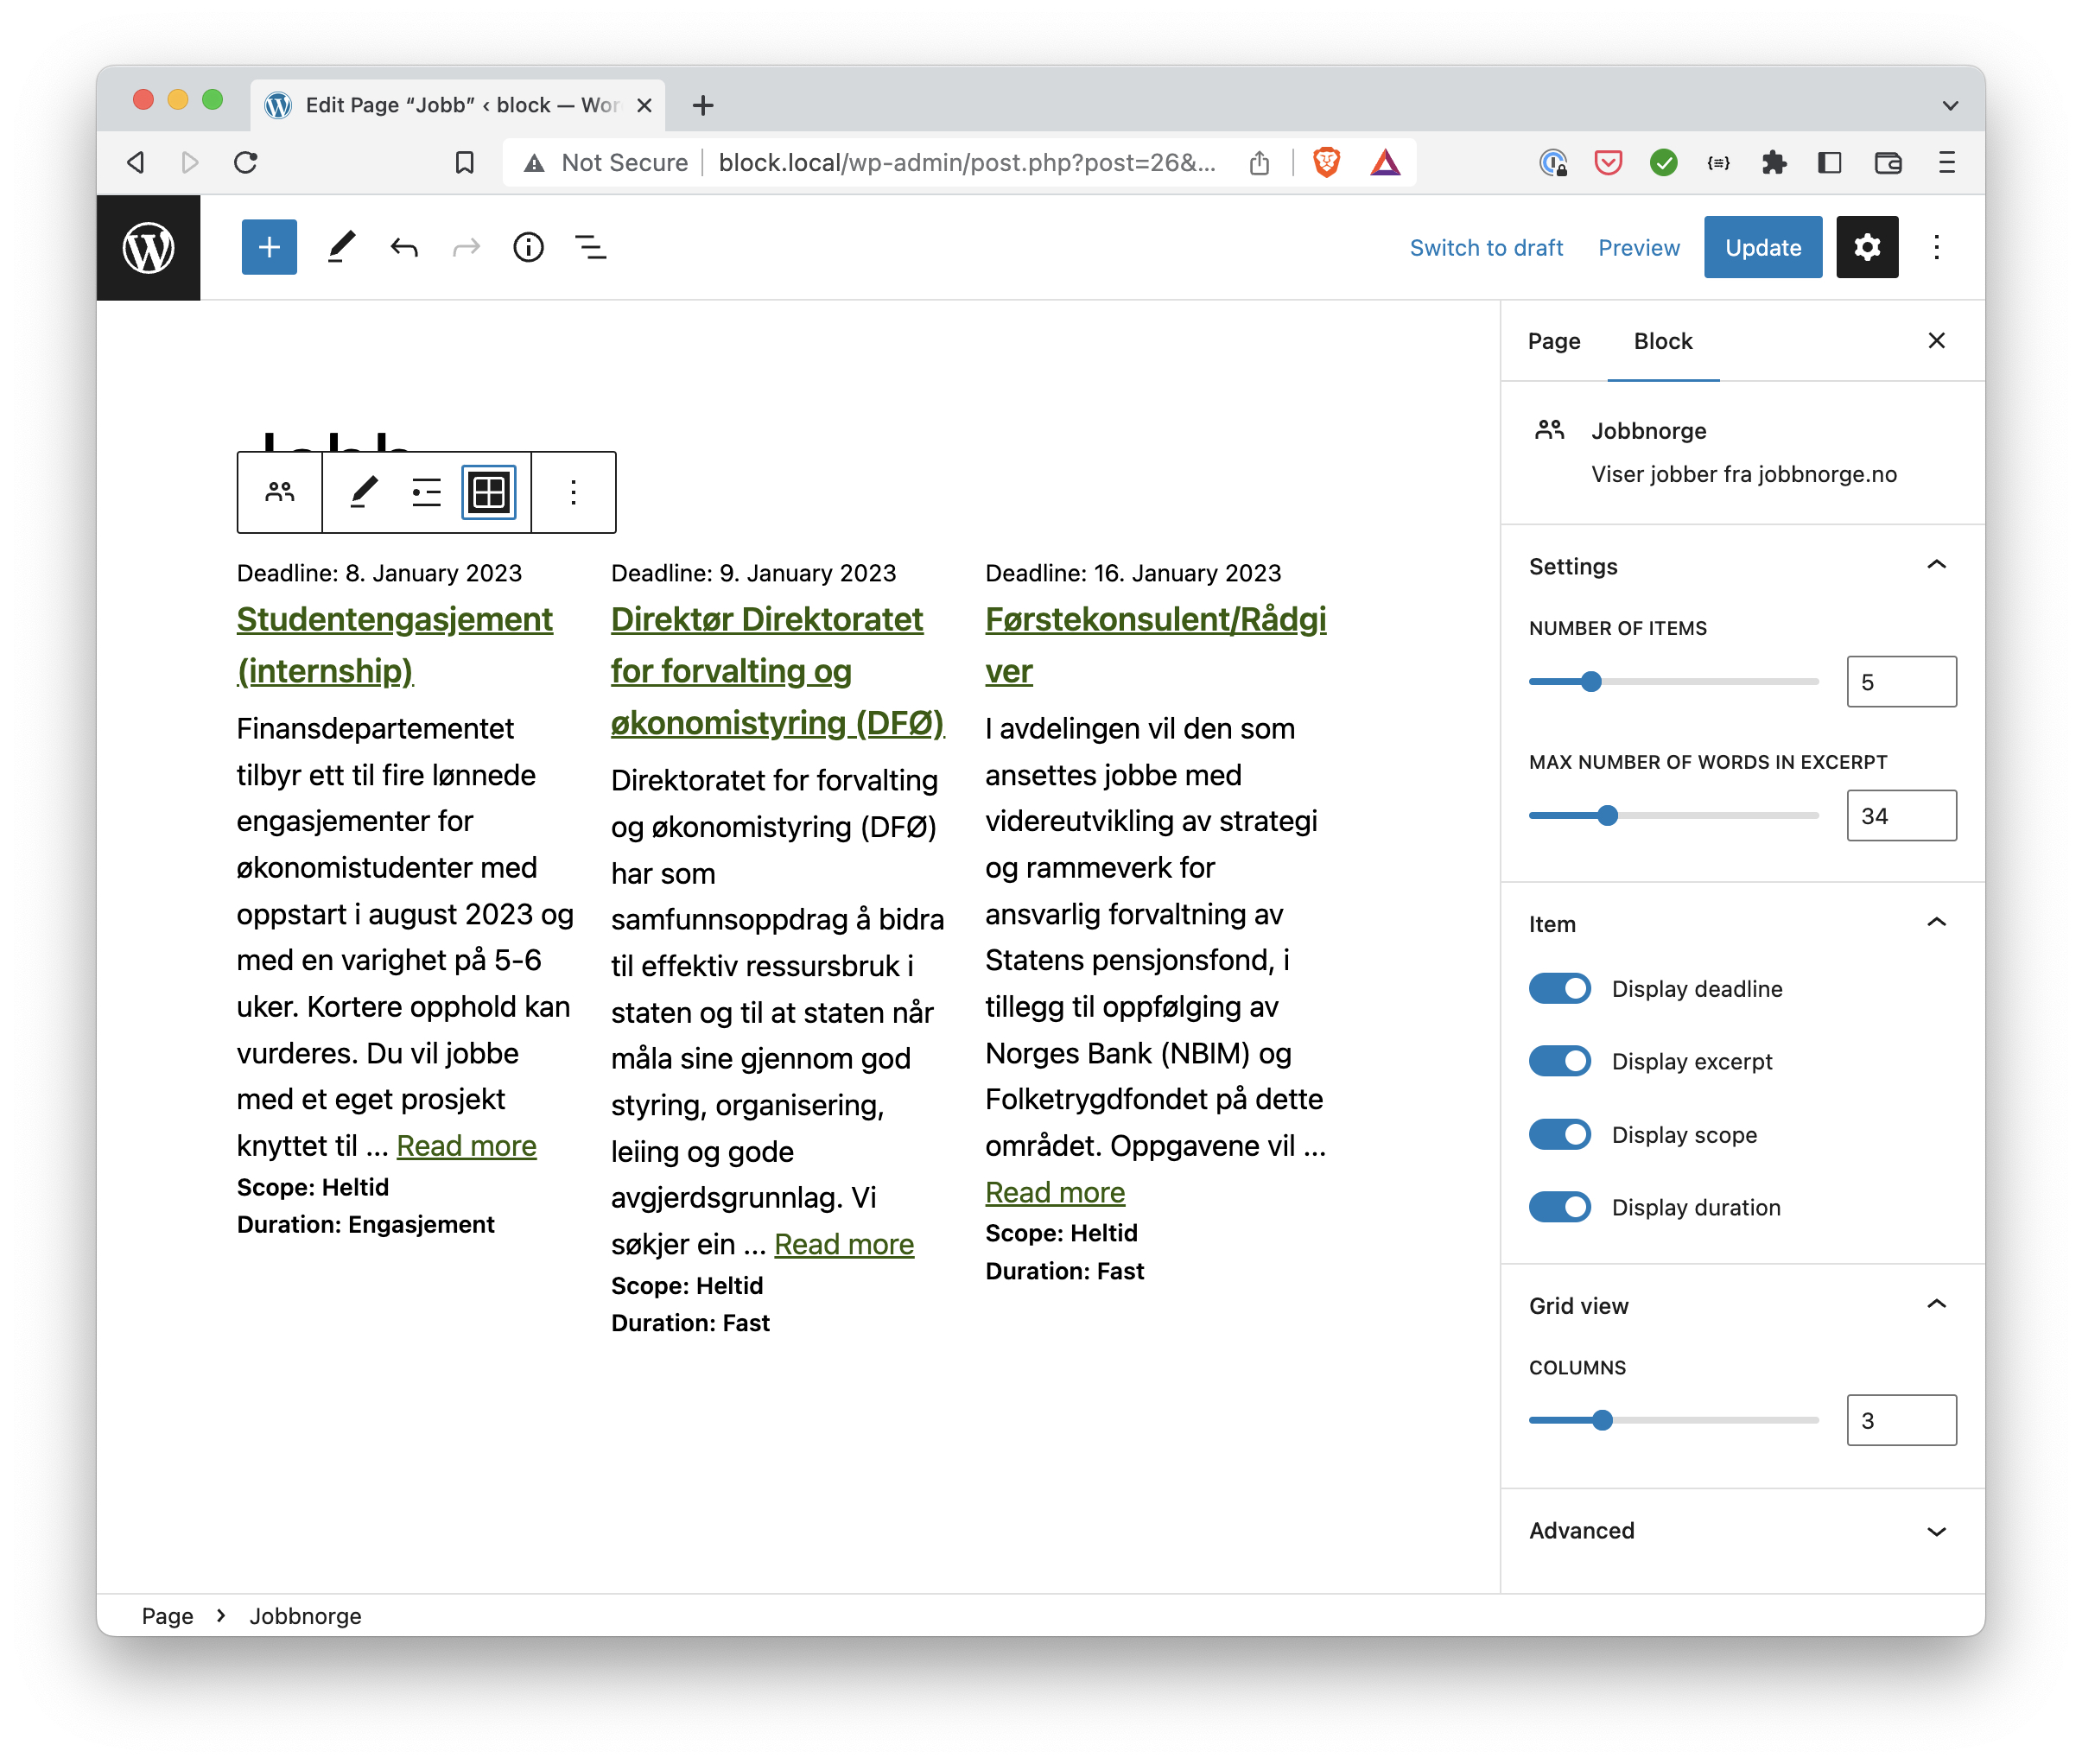 Edit Page “Jobb” ‹ block — Wor
Not Secure
block.local/wp-admin/post.php?post=26&...
Switch to draft
Preview
Update
Page
Block
Jobbnorge
Viser jobber fra jobbnorge.no
Jobb
Deadline: 8. January 2023
Studentengasjement
(internship)
Finansdepartementet
tilbyr ett til fire lønnede
engasjementer for
økonomistudenter med
oppstart i august 2023 og
med en varighet på 5-6
uker. Kortere opphold kan
vurderes. Du vil jobbe
med et eget prosjekt
knyttet til ... Read more
Scope: Heltid
Duration: Engasjement
Deadline: 9. January 2023
Direktør Direktoratet
for forvalting og
økonomistyring (DFØ)
Direktoratet for forvalting
og økonomistyring (DFØ)
har som
samfunnsoppdrag å bidra
til effektiv ressursbruk i
staten og til at staten når
måla sine gjennom god
styring, organisering,
leiing og gode
avgjerdsgrunnlag. Vi
søkjer ein ... Read more
Scope: Heltid
Duration: Fast
Deadline: 16. January 2023
Førstekonsulent/Rådgi
ver
I avdelingen vil den som
ansettes jobbe med
videreutvikling av strategi
og rammeverk for
ansvarlig forvaltning av
Statens pensjonsfond, i
tillegg til oppfølging av
Norges Bank (NBIM) og
Folketrygdfondet på dette
området. Oppgavene vil ...
Read more
Scope: Heltid
Duration: Fast
Settings
NUMBER OF ITEMS
5
MAX NUMBER OF WORDS IN EXCERPT
34
Item
Display deadline
Display excerpt
Display scope
Display duration
Grid view
COLUMNS
3
Advanced
Page › Jobbnorge